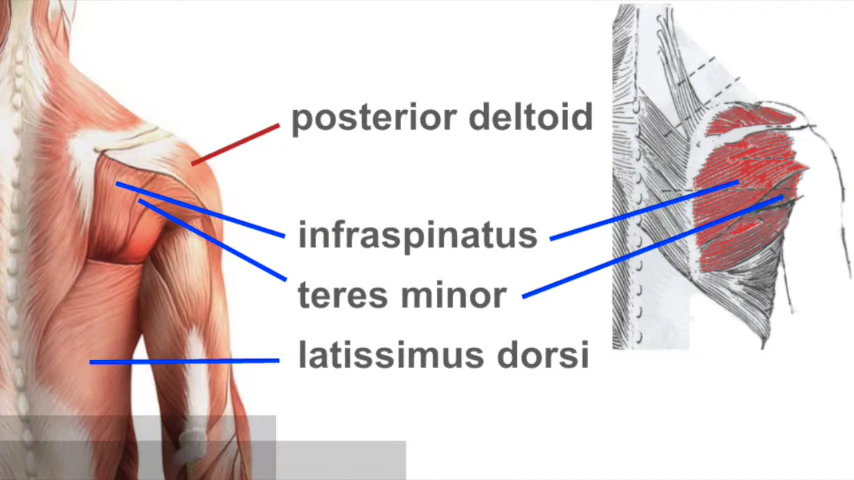 posterior deltoid
infraspinatus
teres minor
latissimus dorsi